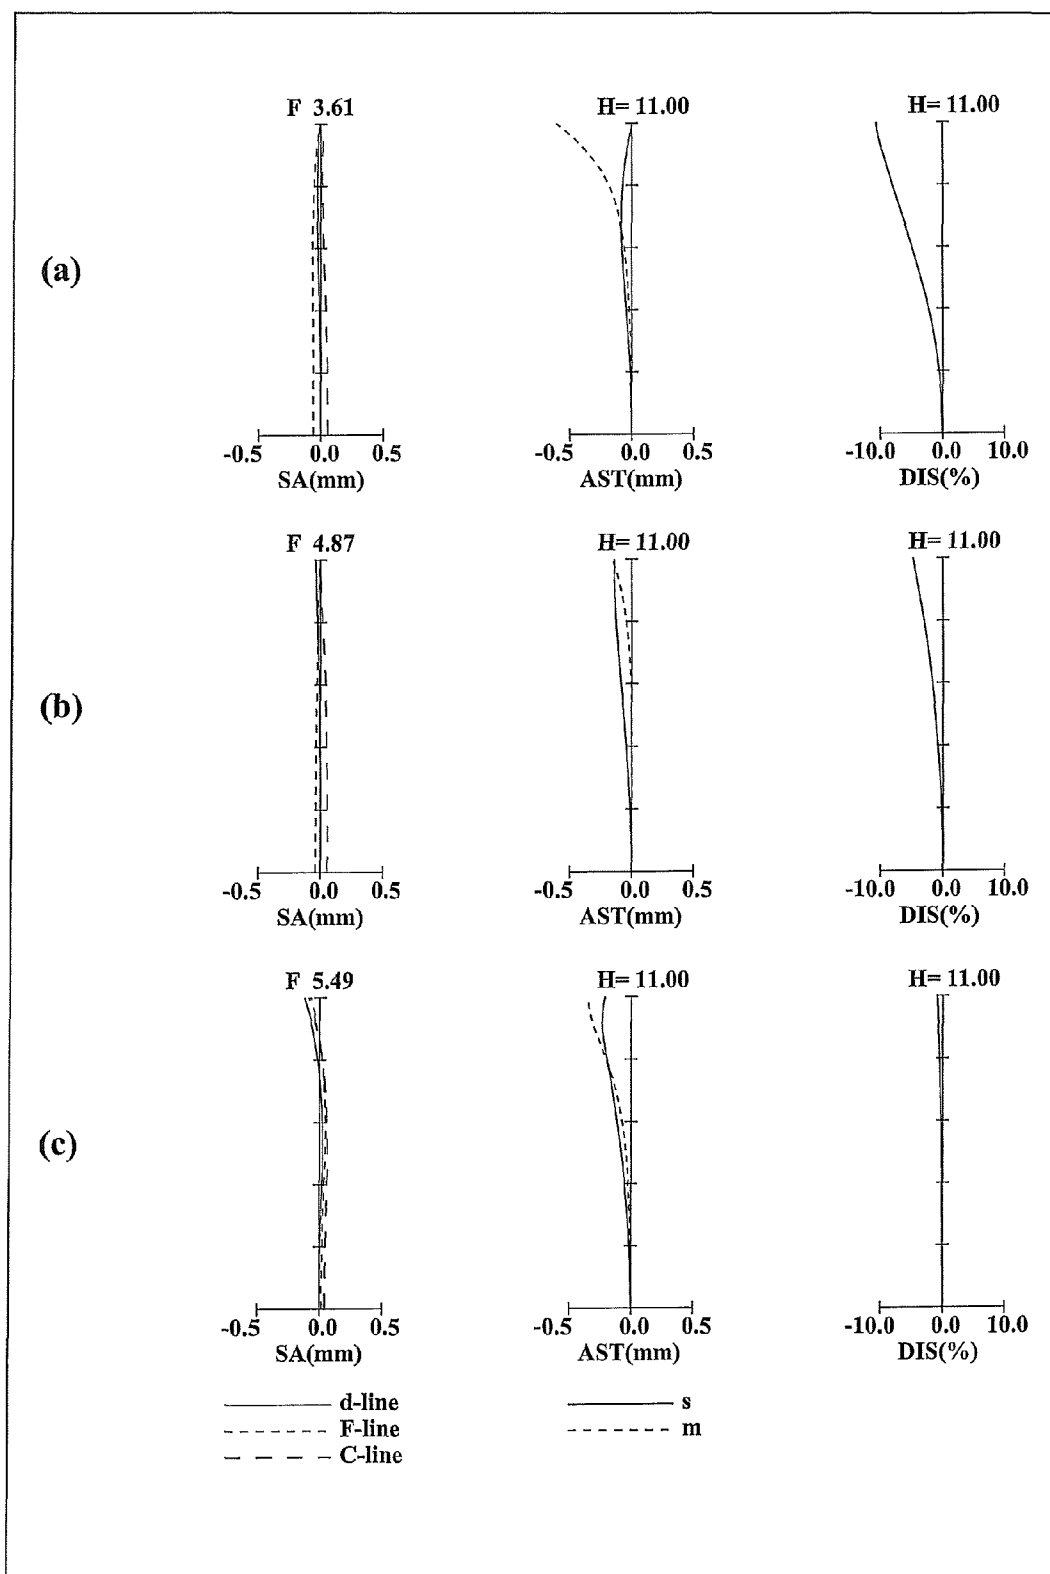 F 3.61 H= 11.00 H= 11.00
(a)
-0.5 0.0 0.5 -0.5 0.0 0.5 -10.0 0.0 10.0
SA(mm) AST(mm) DIS(%)
F 4.87 H= 11.00 H= 11.00
(b)
-0.5 0.0 0.5 -0.5 0.0 0.5 -10.0 0.0 10.0
SA(mm) AST(mm) DIS(%)
F 5.49 H= 11.00 H= 11.00
(c)
-0.5 0.0 0.5 -0.5 0.0 0.5 -10.0 0.0 10.0
SA(mm) AST(mm) DIS(%)
d-line s
F-line m
C-line